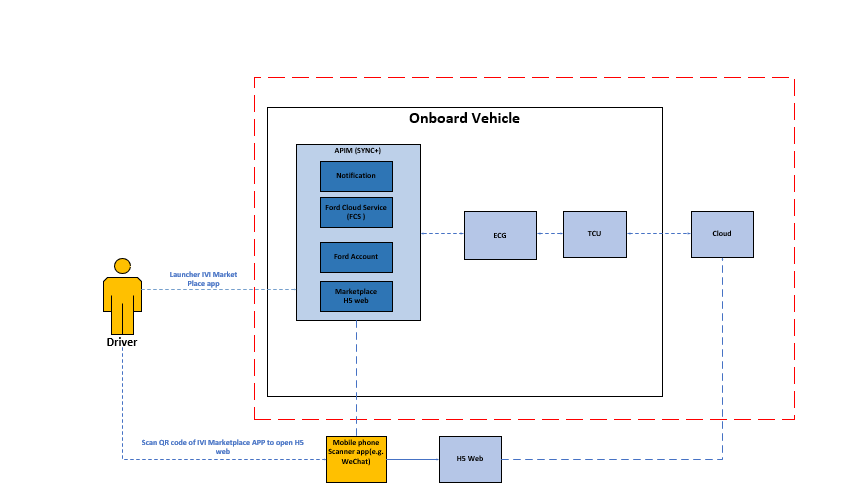 Onboard Vehicle
APIM (SYNC+)
Notification
Ford Cloud Service
(FCS )
Ford Account
Marketplace
H5 web
ECG
TCU
Cloud
Launcher IVI Market
Place app
Driver
Scan QR code of IVI Marketplace APP to open H5
web
Mobile phone
Scanner app(e.g.
WeChat)
H5 Web